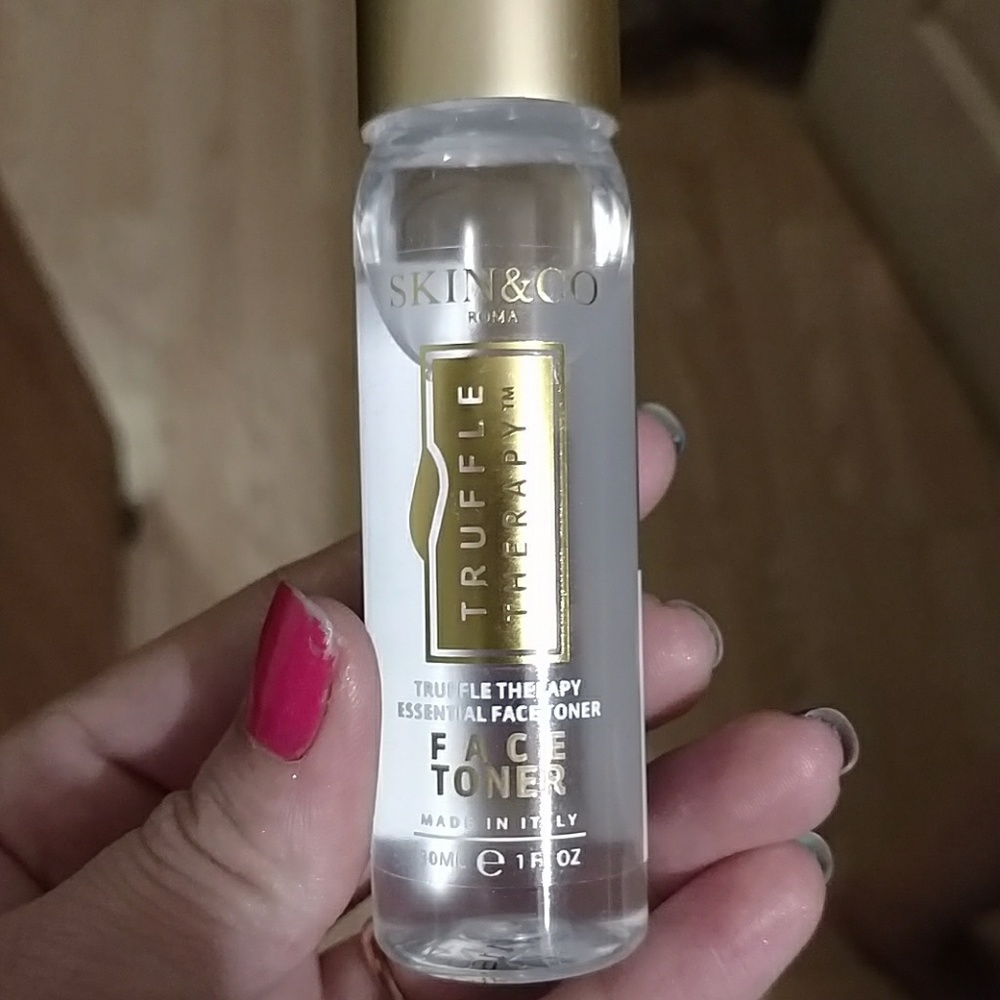 SKIN&CO
ROMA
TRUFFLE
THERAPY™
TRUFFLE THERAPY
ESSENTIAL FACE TONER
FACE
TONER
MADE IN ITALY
30ML ℮ 1 Fl OZ